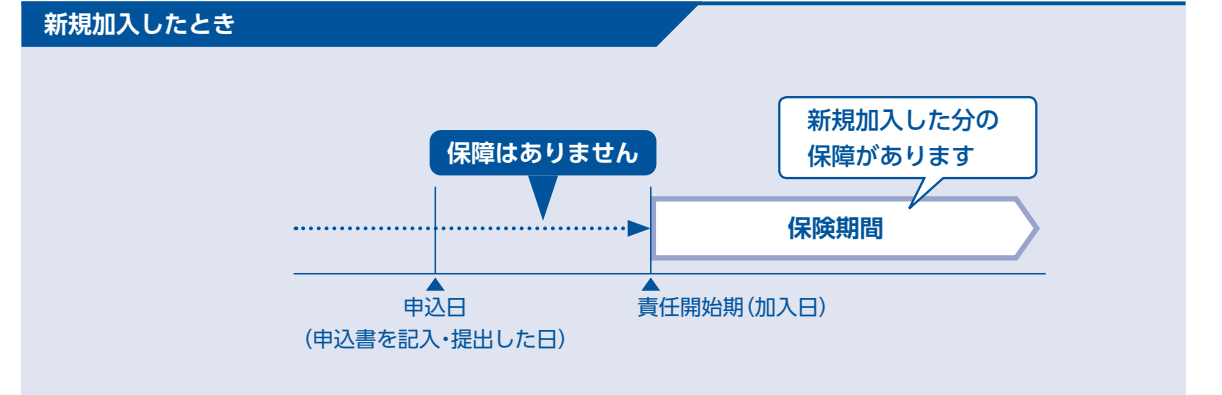 新規加入したとき
新規加入した分の
保障があります
保障はありません
保険期間
申込日
(申込書を記入・提出した日)
責任開始期(加入日)